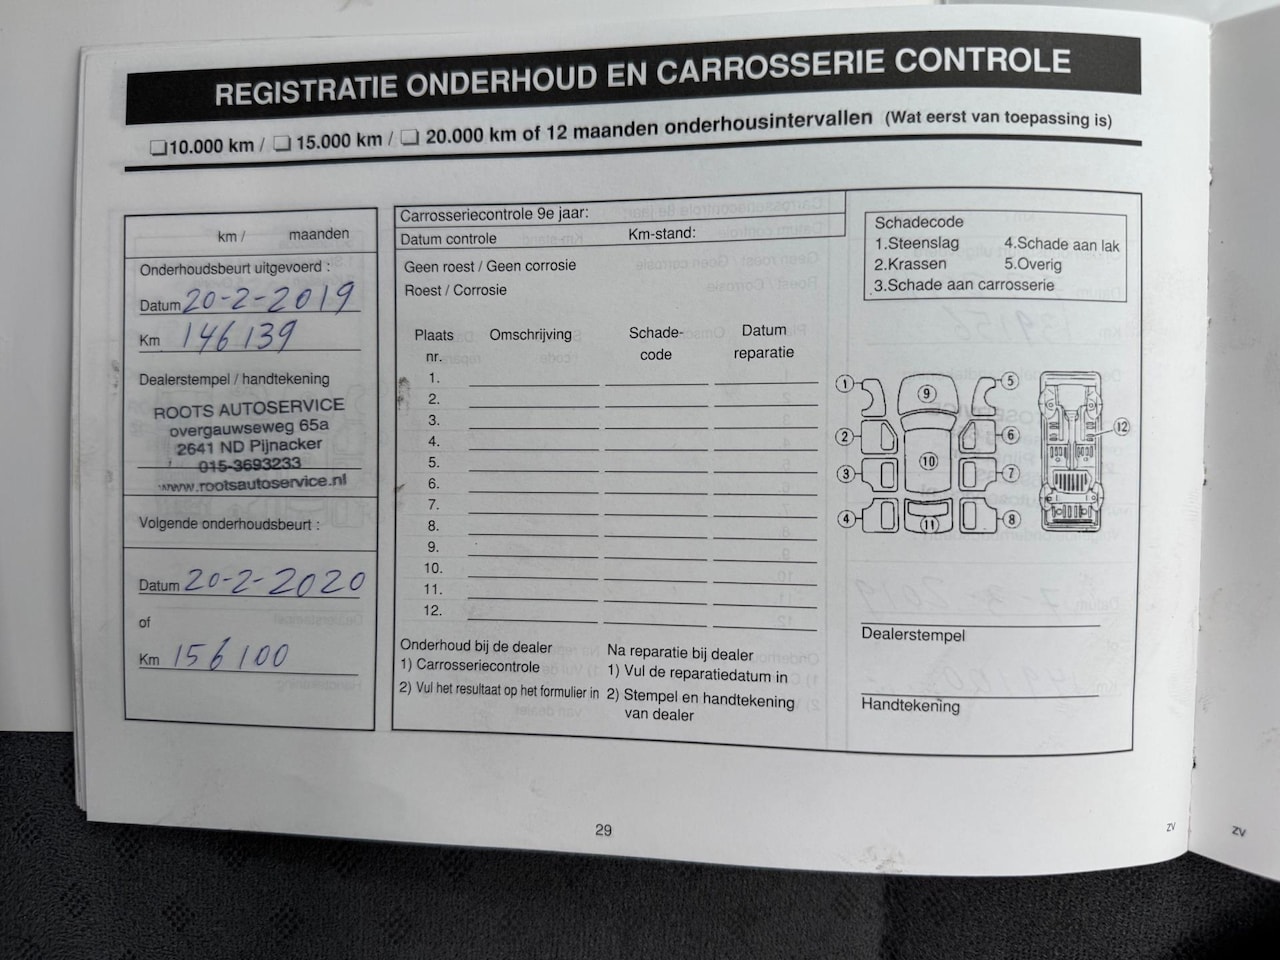 REGISTRATIE ONDERHOUD EN CARROSSERIE CONTROLE
10.000 km / 15.000 km / 20.000 km of 12 maanden onderhousintervallen (Wat eerst van toepassing is)
km / maanden
Onderhoudsbeurt uitgevoerd :
Datum 20-2-2019
Km 146139
Dealerstempel / handtekening
ROOTS AUTOSERVICE
overgauwseweg 65a
2641 ND Pijnacker
015-3693233
www.rootsautoservice.nl
Volgende onderhoudsbeurt :
Datum 20-2-2020
of
Km 156100
Carrosseriecontrole 9e jaar:
Datum controle Km-stand:
Geen roest / Geen corrosie
Roest / Corrosie
Plaats Omschrijving Schade- Datum
nr. code reparatie
1.
2.
3.
4.
5.
6.
7.
8.
9.
10.
11.
12.
Onderhoud bij de dealer
1) Carrosseriecontrole
2) Vul het resultaat op het formulier in
Na reparatie bij dealer
1) Vul de reparatiedatum in
2) Stempel en handtekening
van dealer
Schadecode
1.Steenslag 4.Schade aan lak
2.Krassen 5.Overig
3.Schade aan carrosserie
1 9 5
2 6 12
3 10 7
4 11 8
Dealerstempel
Handtekening
29
ZV
ZV